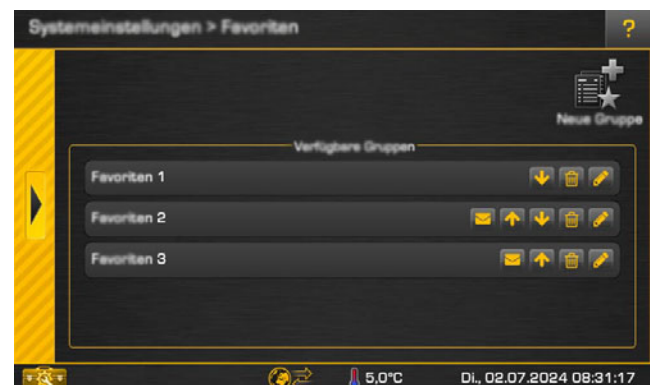 Systemeinstellungen > Favoriten
?
Neue Gruppe
Verfügbare Gruppen
Favoriten 1
Favoriten 2
Favoriten 3
5,0°C
Di., 02.07.2024 08:31:17